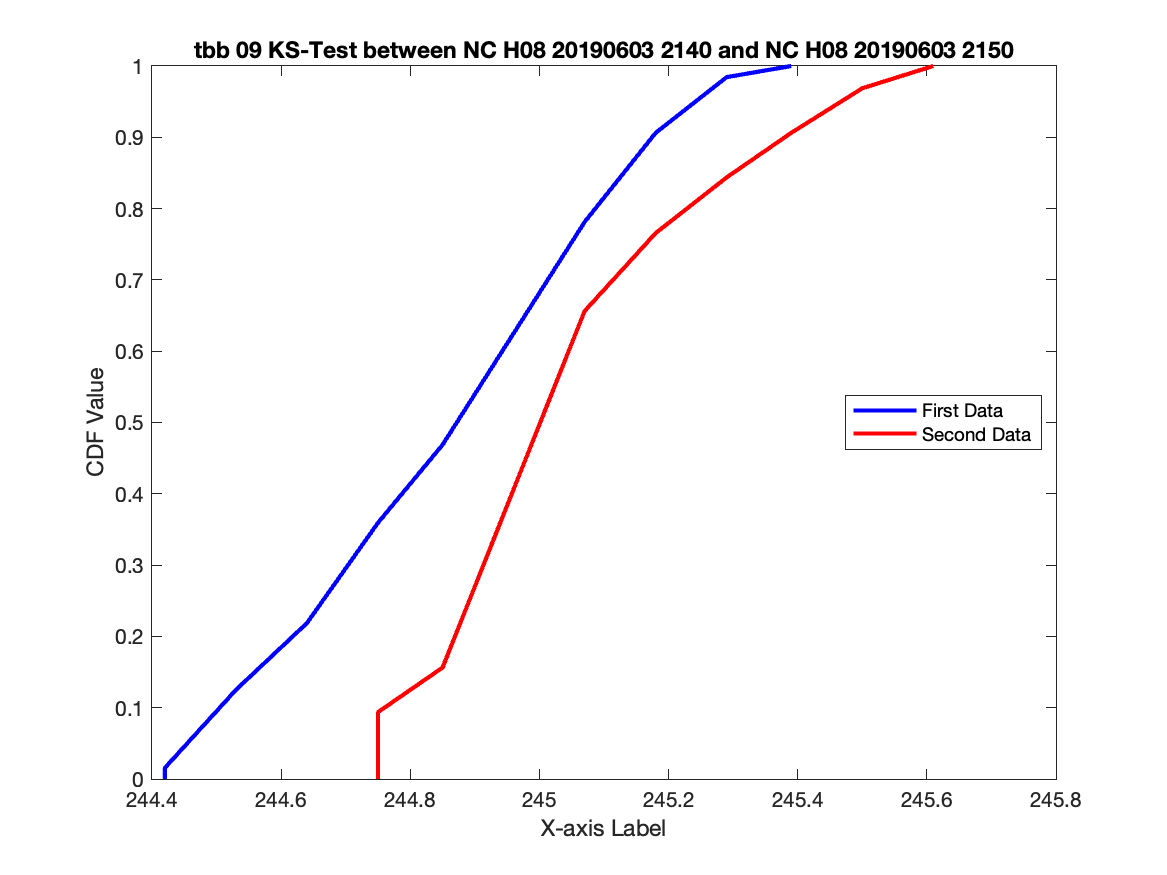 tbb 09 KS-Test between NC H08 20190603 2140 and NC H08 20190603 2150
1
0.9
0.8
0.7
0.6
0.5
0.4
0.3
0.2
0.1
0
CDF Value
First Data
Second Data
244.4 244.6 244.8 245 245.2 245.4 245.6 245.8
X-axis Label